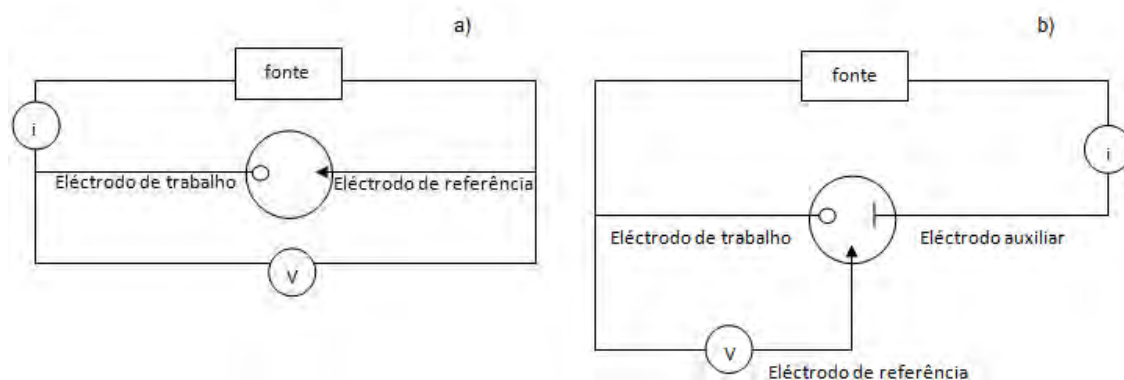 a)
fonte
i
Eléctrodo de trabalho
Eléctrodo de referência
V
b)
fonte
i
Eléctrodo de trabalho
Eléctrodo auxiliar
V
Eléctrodo de referência